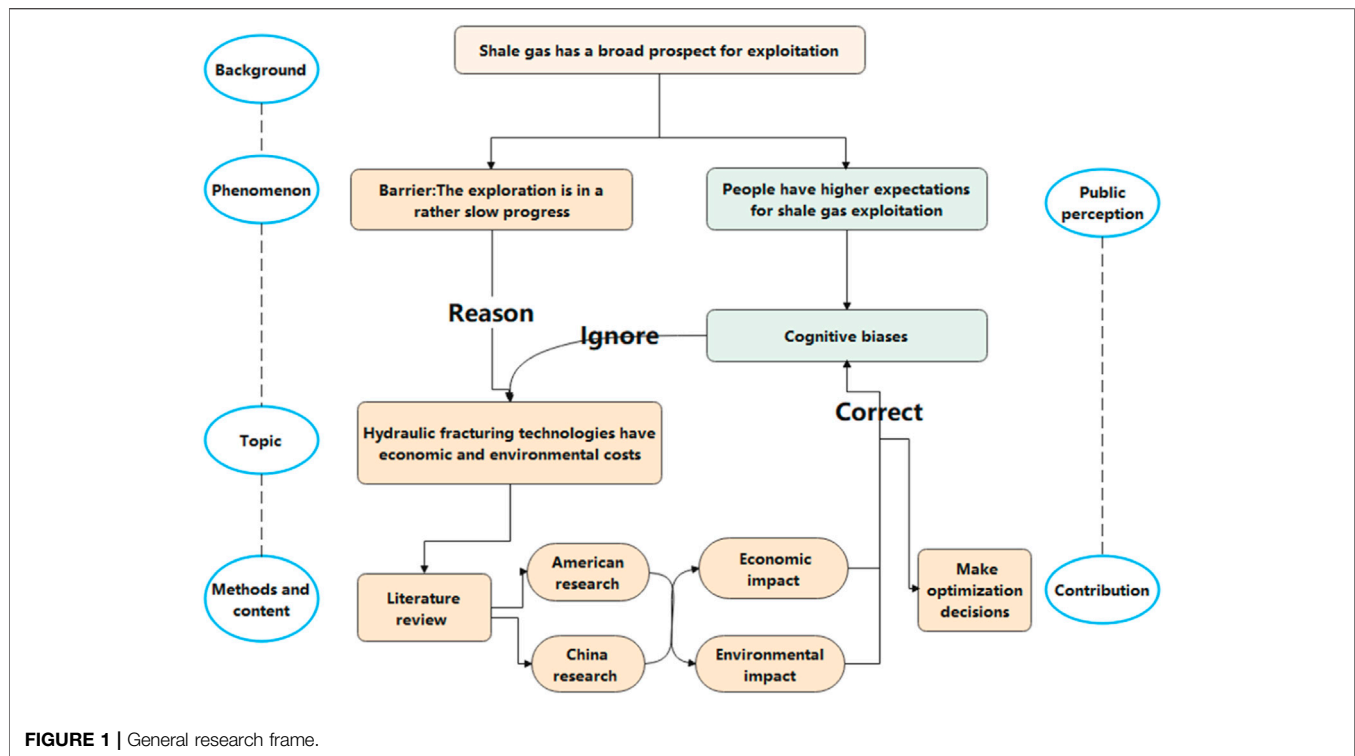 Shale gas has a broad prospect for exploitation
Background
Phenomenon
Barrier:The exploration is in a
rather slow progress
People have higher expectations
for shale gas exploitation
Public
perception
Reason
Ignore
Cognitive biases
Correct
Topic
Hydraulic fracturing technologies have
economic and environmental costs
Methods and
content
Literature
review
American
research
China
research
Economic
impact
Environmental
impact
Make
optimization
decisions
Contribution
FIGURE 1 | General research frame.